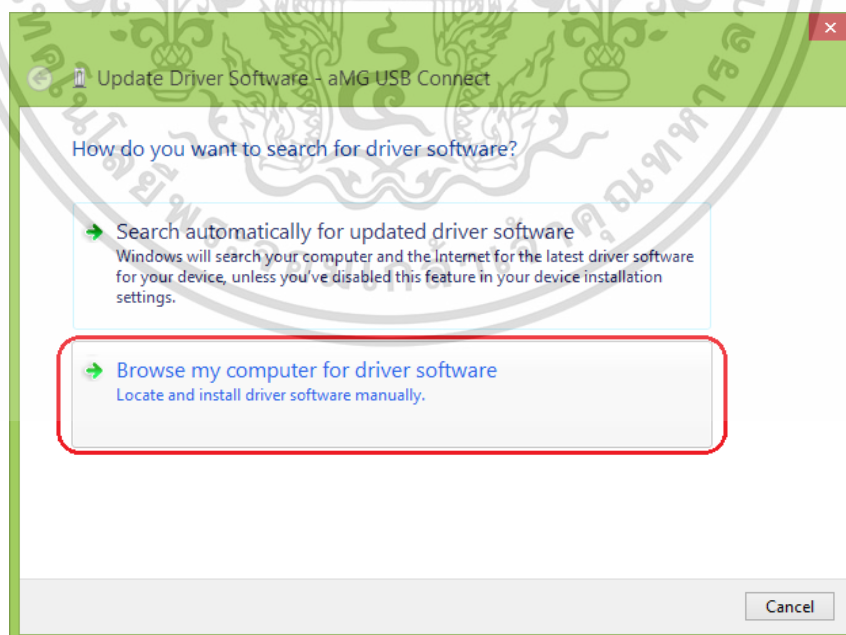 Update Driver Software - aMG USB Connect
How do you want to search for driver software?
Search automatically for updated driver software
Windows will search your computer and the Internet for the latest driver software
for your device, unless you've disabled this feature in your device installation
settings.
Browse my computer for driver software
Locate and install driver software manually.
Cancel